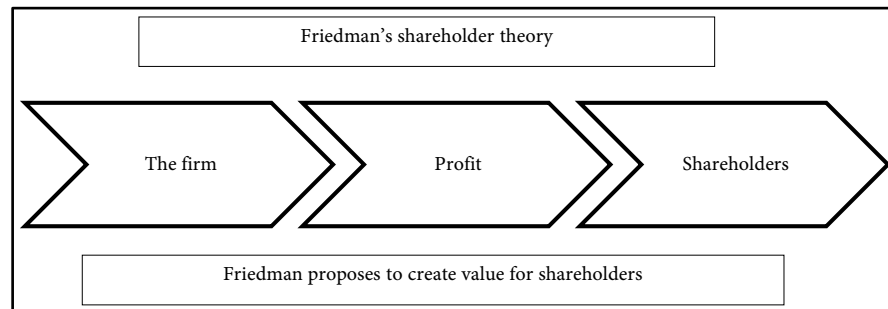 Friedman's shareholder theory
The firm
Profit
Shareholders
Friedman proposes to create value for shareholders